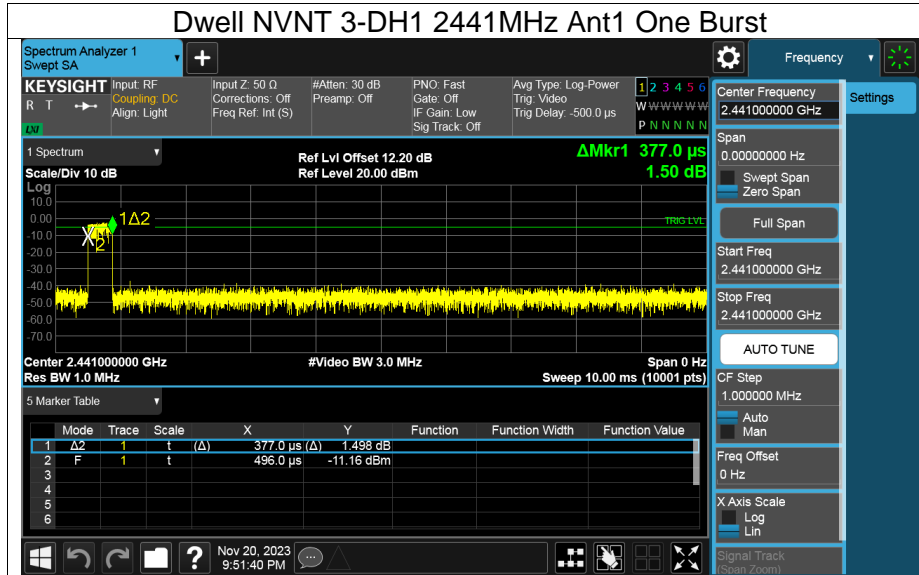 Dwell NVNT 3-DH1 2441MHz Ant1 One Burst
Spectrum Analyzer 1
Swept SA
+
Frequency
KEYSIGHT
R T
LXI
Input: RF
Coupling: DC
Align: Light
Input Z: 50 Ω
Corrections: Off
Freq Ref: Int (S)
#Atten: 30 dB
Preamp: Off
PNO: Fast
Gate: Off
IF Gain: Low
Sig Track: Off
Avg Type: Log-Power
Trig: Video
Trig Delay: -500.0 µs
1 2 3 4 5 6
W W W W W W
P N N N N N
Center Frequency
2.441000000 GHz
Settings
Span
0.00000000 Hz
Swept Span
Zero Span
Full Span
Start Freq
2.441000000 GHz
Stop Freq
2.441000000 GHz
AUTO TUNE
CF Step
1.000000 MHz
Auto
Man
Freq Offset
0 Hz
X Axis Scale
Log
Lin
Signal Track
(Span Zoom)
1 Spectrum
Scale/Div 10 dB
Ref Lvl Offset 12.20 dB
Ref Level 20.00 dBm
ΔMkr1 377.0 µs
1.50 dB
Log
10.0
0.00
-10.0
-20.0
-30.0
-40.0
-50.0
-60.0
-70.0
1Δ2
X2
TRIG LVL
Center 2.441000000 GHz
#Video BW 3.0 MHz
Span 0 Hz
Res BW 1.0 MHz
Sweep 10.00 ms (10001 pts)
5 Marker Table
Mode Trace Scale X Y Function Function Width Function Value
1 Δ2 1 t (Δ) 377.0 µs (Δ) 1.498 dB
2 F 1 t 496.0 µs -11.16 dBm
3
4
5
6
?
Nov 20, 2023
9:51:40 PM